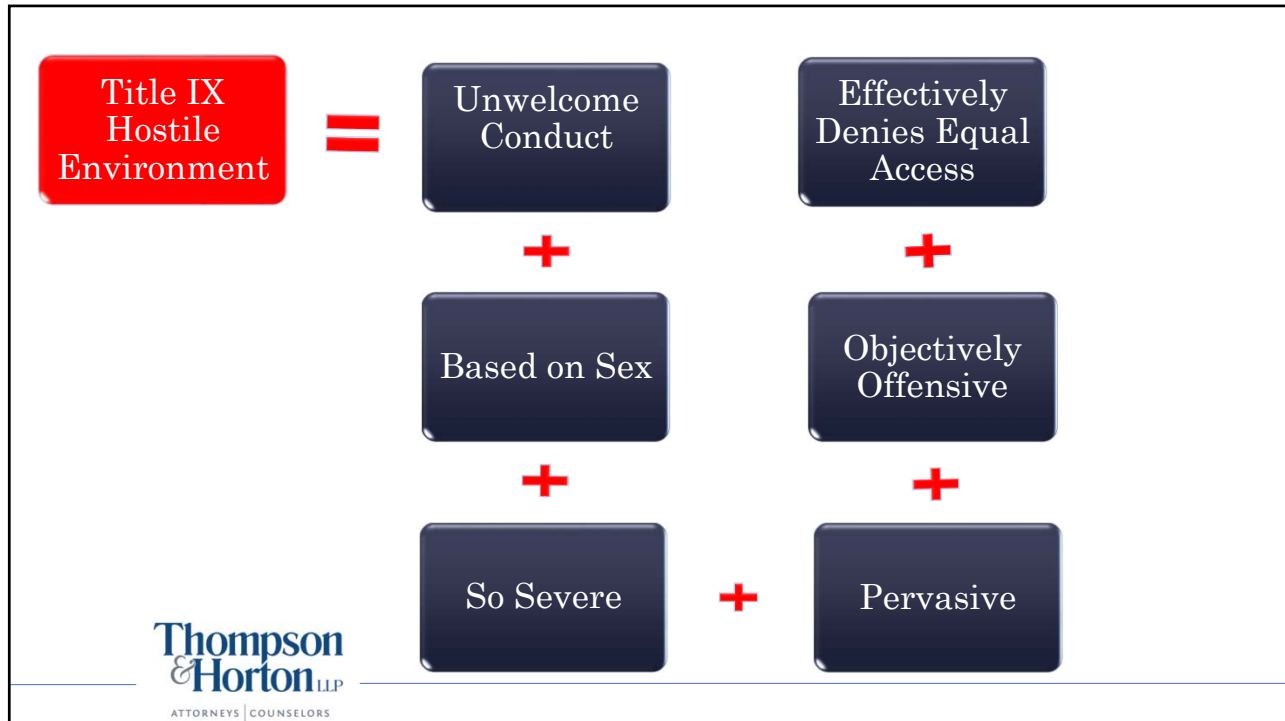 Title IX
Hostile
Environment
=
Unwelcome
Conduct
+
Based on Sex
+
So Severe
+
Pervasive
+
Objectively
Offensive
+
Effectively
Denies Equal
Access
Thompson
&Horton LLP
ATTORNEYS | COUNSELORS